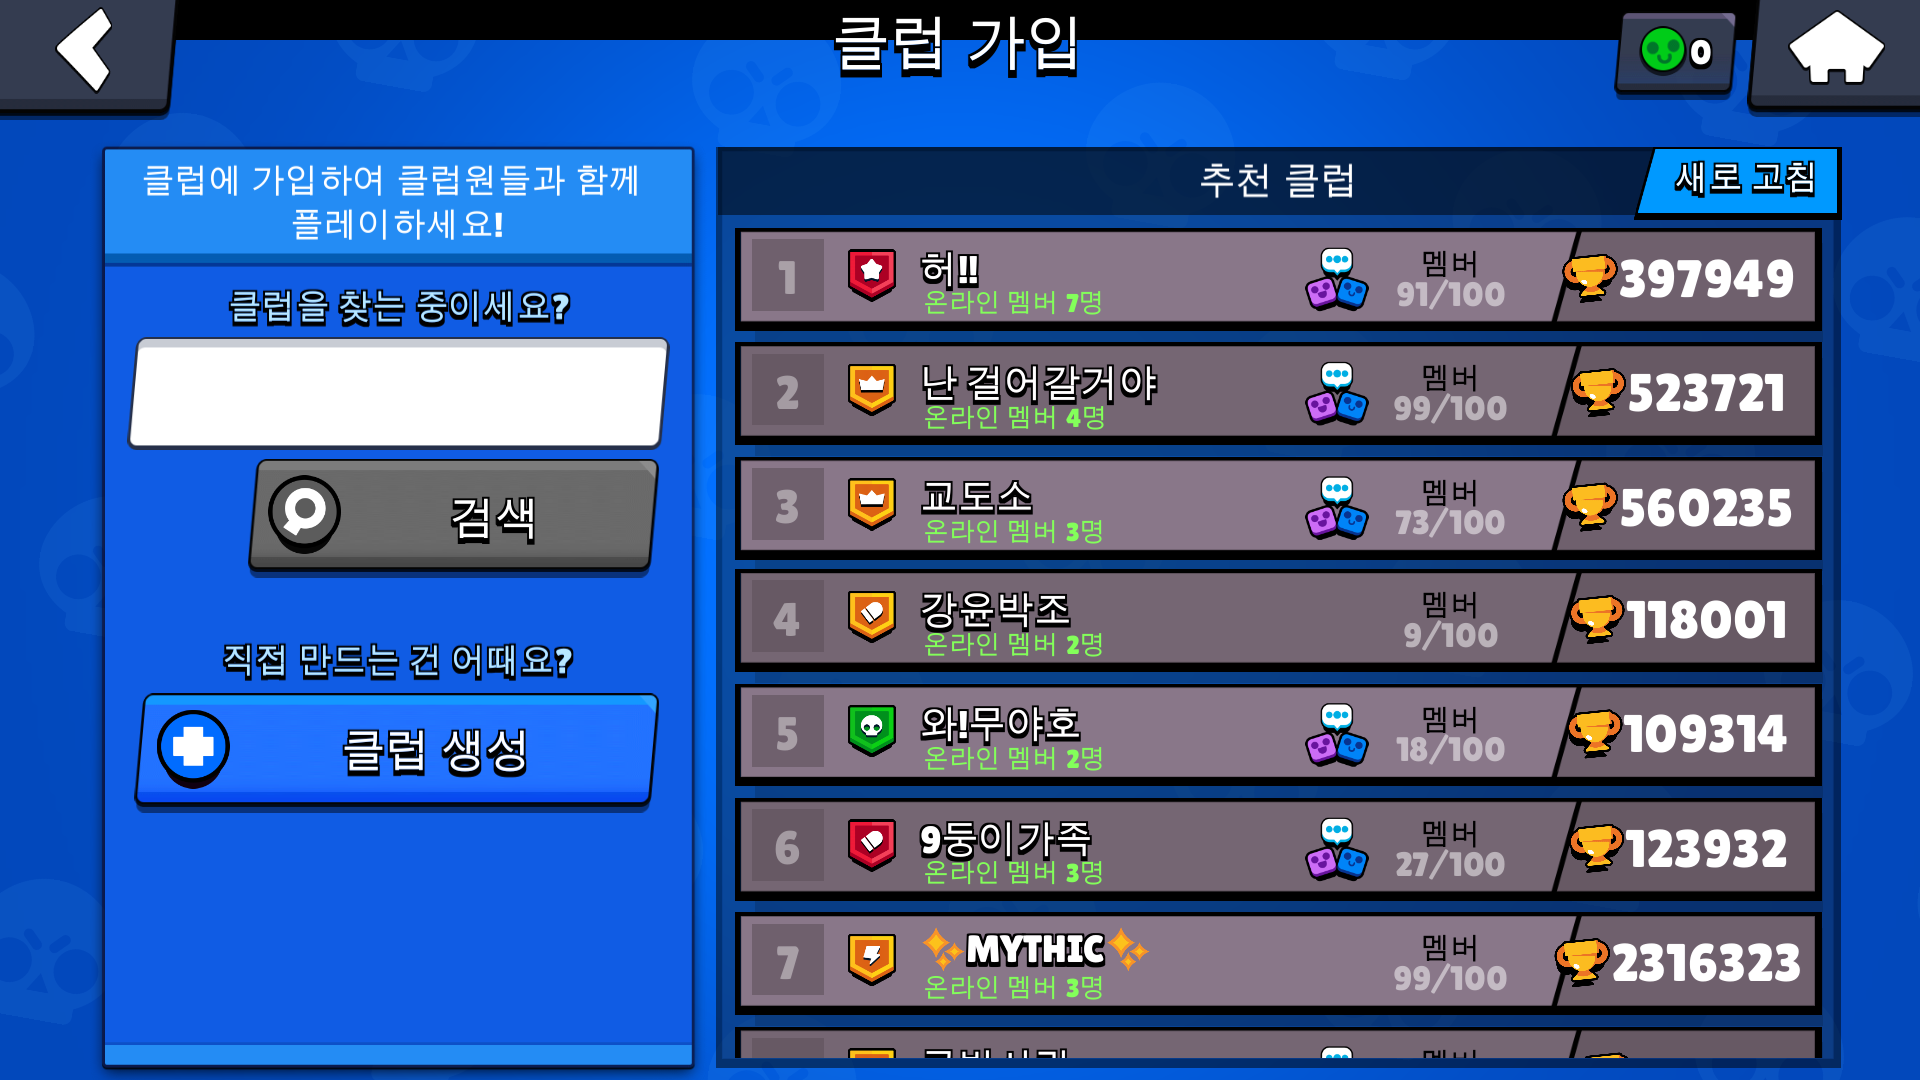 클럽 가입
0
클럽에 가입하여 클럽원들과 함께
플레이하세요!
클럽을 찾는 중이세요?
검색
직접 만드는 건 어때요?
클럽 생성
추천 클럽
새로 고침
1
허!!
온라인 멤버 7명
멤버
91/100
397949
2
난 걸어갈거야
온라인 멤버 4명
멤버
99/100
523721
3
교도소
온라인 멤버 3명
멤버
73/100
560235
4
강윤박조
온라인 멤버 2명
멤버
9/100
118001
5
와!무야호
온라인 멤버 2명
멤버
18/100
109314
6
9둥이가족
온라인 멤버 3명
멤버
27/100
123932
7
✨MYTHIC✨
온라인 멤버 3명
멤버
99/100
2316323
멤버